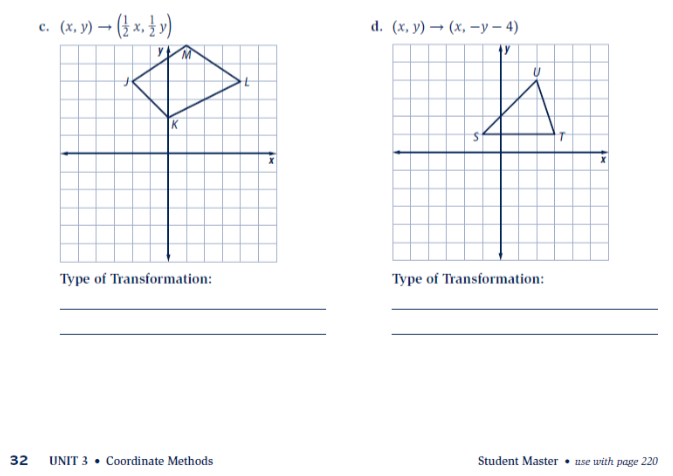 c. (x, y) → (1/2 x, 1/2 y)
y
M
J
L
K
x
Type of Transformation:
d. (x, y) → (x, −y − 4)
y
U
S
T
x
Type of Transformation:
32 UNIT 3 • Coordinate Methods
Student Master • use with page 220